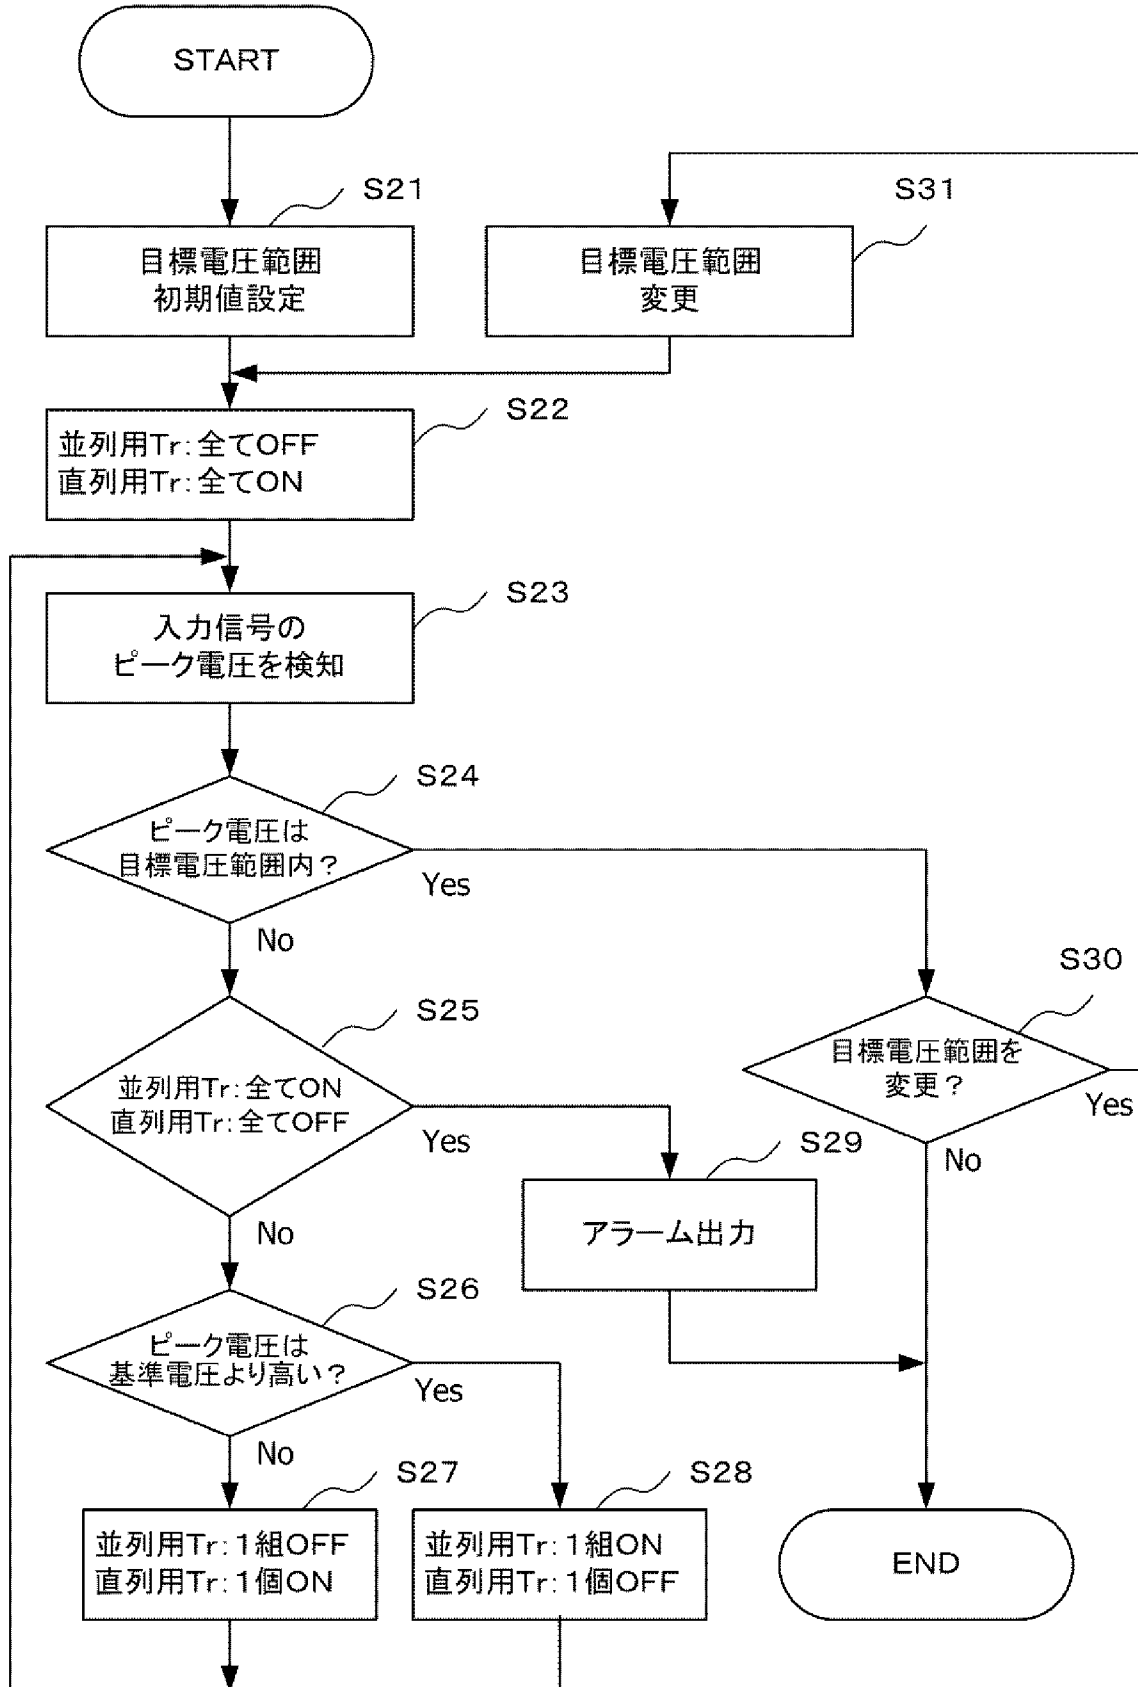 START
S21
目標電圧範囲
初期値設定
S31
目標電圧範囲
変更
S22
並列用Tr:全てOFF
直列用Tr:全てON
S23
入力信号の
ピーク電圧を検知
S24
ピーク電圧は
目標電圧範囲内?
Yes
No
S30
目標電圧範囲を
変更?
Yes
No
S25
並列用Tr:全てON
直列用Tr:全てOFF
Yes
No
S29
アラーム出力
S26
ピーク電圧は
基準電圧より高い?
Yes
No
S27
並列用Tr:1組OFF
直列用Tr:1個ON
S28
並列用Tr:1組ON
直列用Tr:1個OFF
END